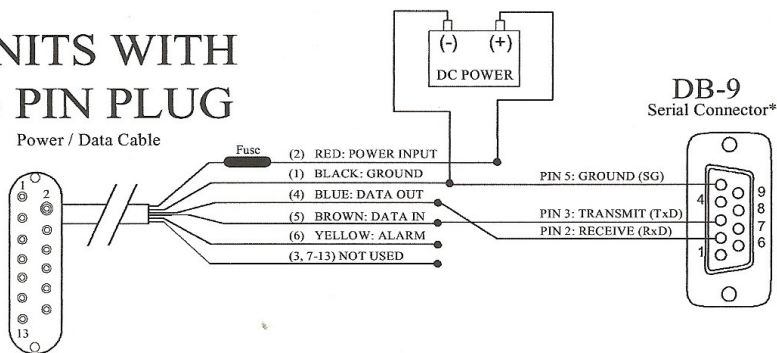 NITS WITH
PIN PLUG
Power / Data Cable
(-) (+)
DC POWER
DB-9
Serial Connector*
Fuse
(2) RED: POWER INPUT
(1) BLACK: GROUND
(4) BLUE: DATA OUT
(5) BROWN: DATA IN
(6) YELLOW: ALARM
(3, 7-13) NOT USED
PIN 5: GROUND (SG)
PIN 3: TRANSMIT (TxD)
PIN 2: RECEIVE (RxD)
1
2
13
4
1
9
8
7
6